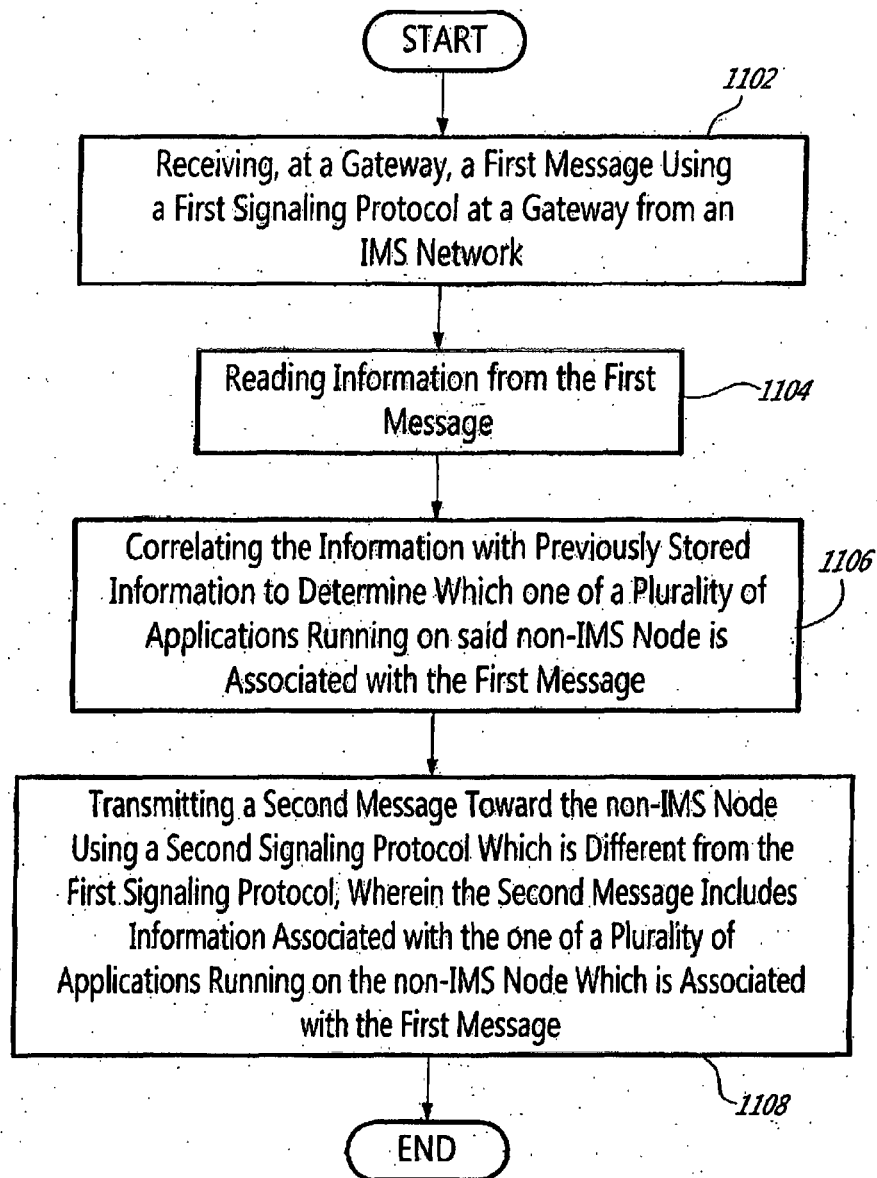 START
1102
Receiving, at a Gateway, a First Message Using
a First Signaling Protocol at a Gateway from an
IMS Network
Reading Information from the First
Message
1104
Correlating the Information with Previously Stored
Information to Determine Which one of a Plurality of
Applications Running on said non-IMS Node is
Associated with the First Message
1106
Transmitting a Second Message Toward the non-IMS Node
Using a Second Signaling Protocol Which is Different from the
First Signaling Protocol, Wherein the Second Message Includes
Information Associated with the one of a Plurality of
Applications Running on the non-IMS Node Which is Associated
with the First Message
1108
END